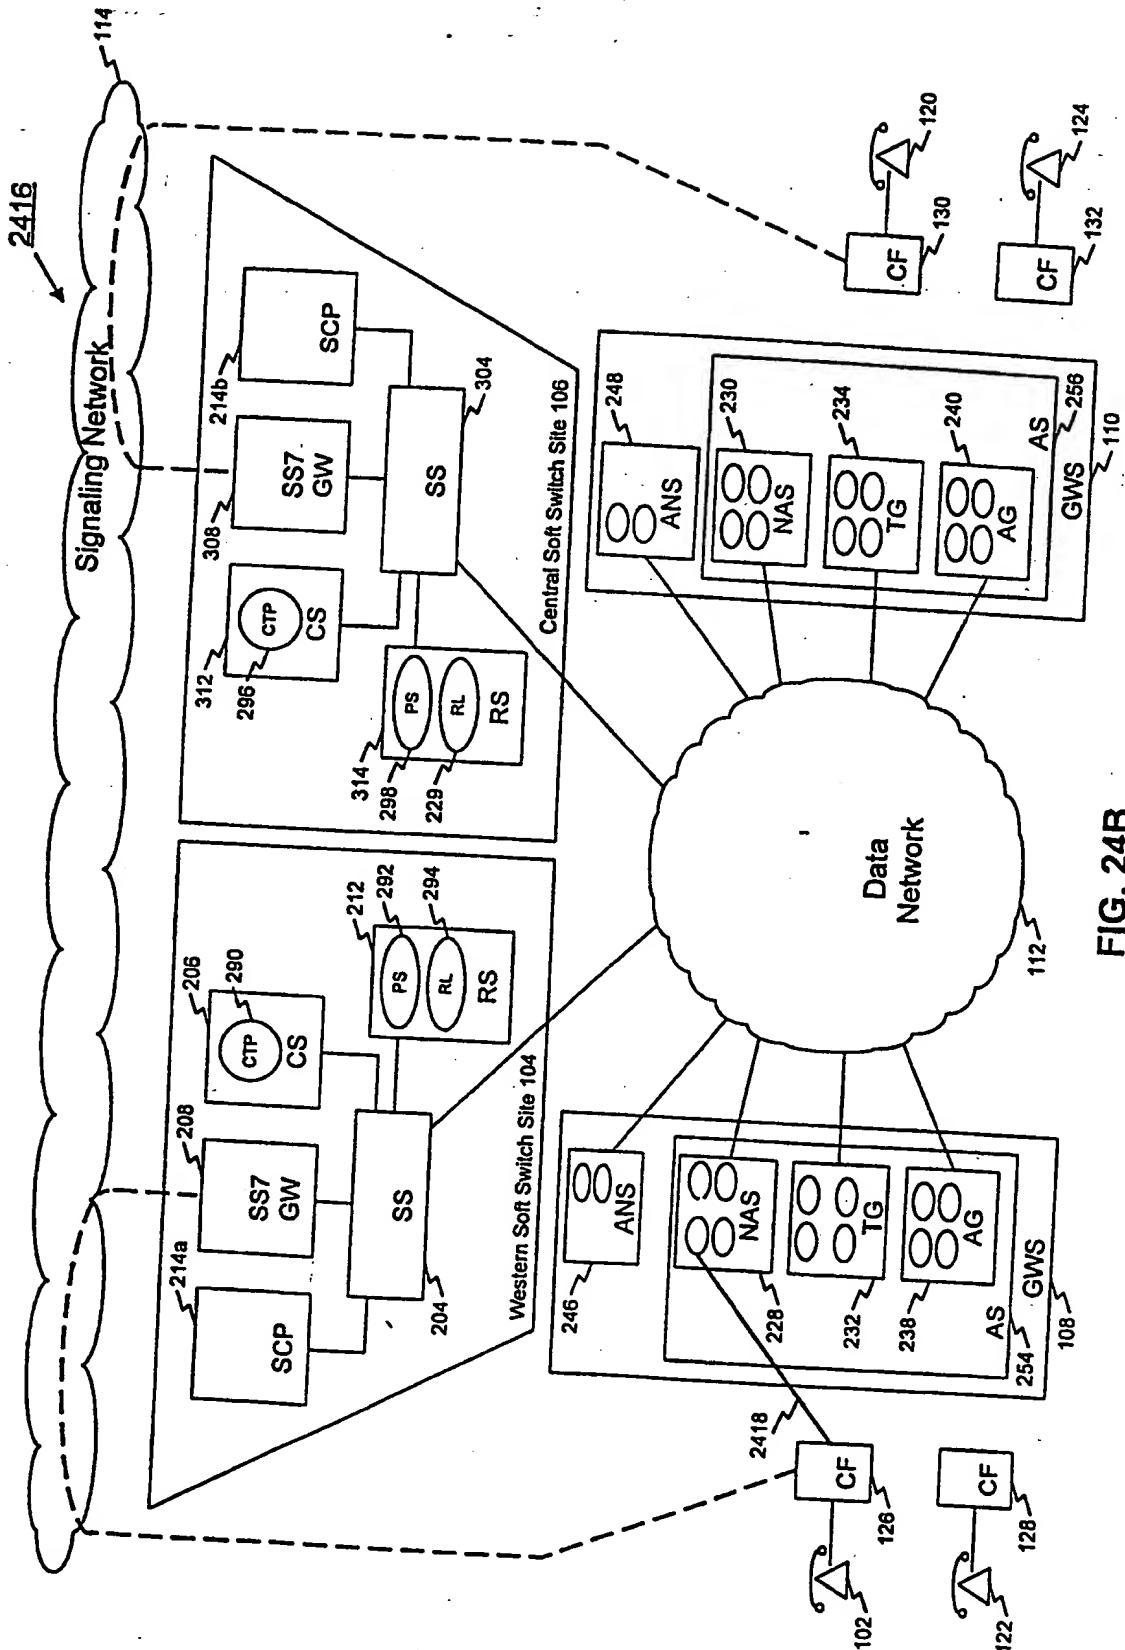 2416
114
Signaling Network
214a
SCP
208
SS7
GW
206
290
CTP
CS
212
292
PS
294
RL
RS
SS
204
Western Soft Switch Site 104
312
CTP
296
CS
308
SS7
GW
214b
SCP
314
PS
298
RL
229
RS
SS
304
Central Soft Switch Site 106
246
ANS
NAS
228
TG
232
AG
238
AS
254
GWS
108
2418
CF
126
102
CF
128
122
Data
Network
112
248
ANS
230
NAS
234
TG
240
AG
AS
256
GWS
110
CF
130
120
CF
132
124
FIG. 24B